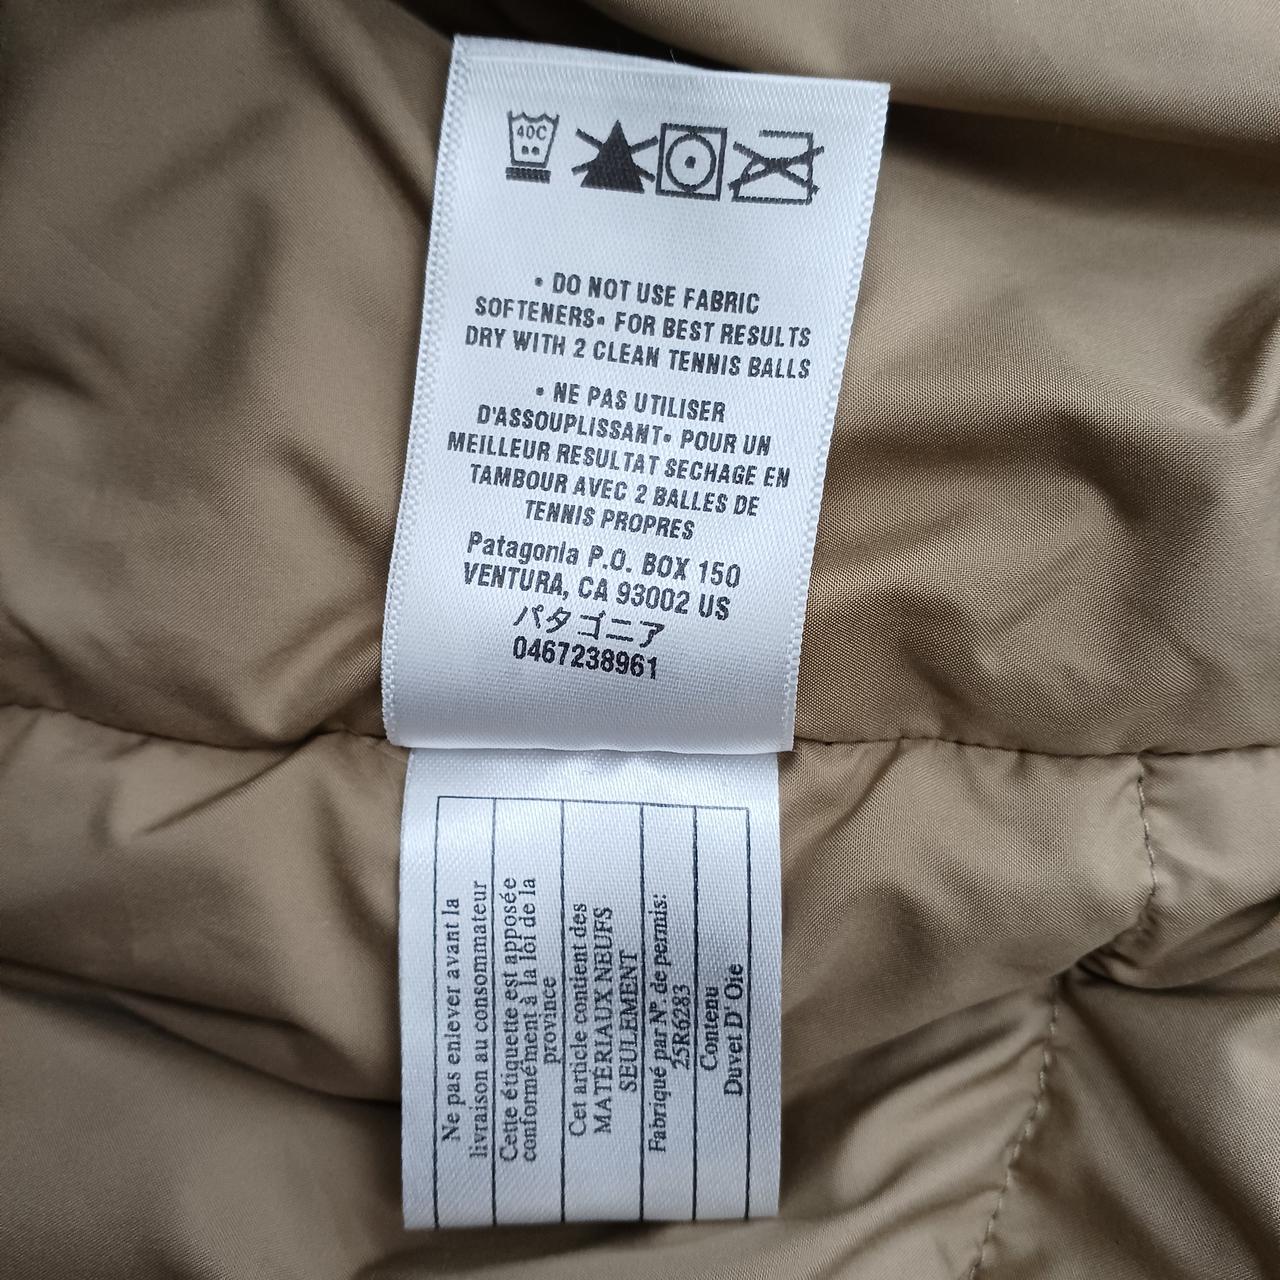 40C
• DO NOT USE FABRIC
SOFTENERS• FOR BEST RESULTS
DRY WITH 2 CLEAN TENNIS BALLS
• NE PAS UTILISER
D'ASSOUPLISSANT• POUR UN
MEILLEUR RESULTAT SECHAGE EN
TAMBOUR AVEC 2 BALLES DE
TENNIS PROPRES
Patagonia P.O. BOX 150
VENTURA, CA 93002 US
パタゴニア
0467238961
Ne pas enlever avant la
livraison au consommateur
Cette étiquette est apposée
conformément à la loi de la
province
Cet article contient des
MATÉRIAUX NEUFS
SEULEMENT
Fabriqué par Nº. de permis:
25R6283
Contenu
Duvet D' Oie